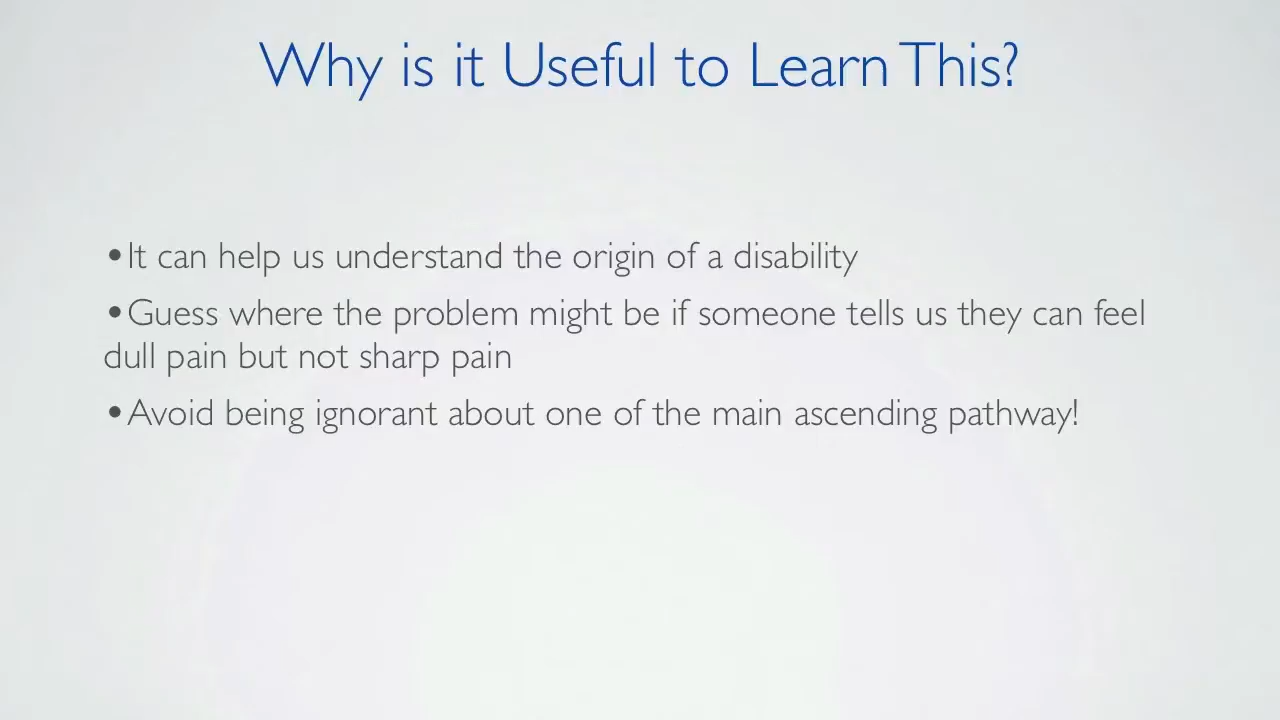 Why is it Useful to Learn This?
•It can help us understand the origin of a disability
•Guess where the problem might be if someone tells us they can feel
dull pain but not sharp pain
•Avoid being ignorant about one of the main ascending pathway!